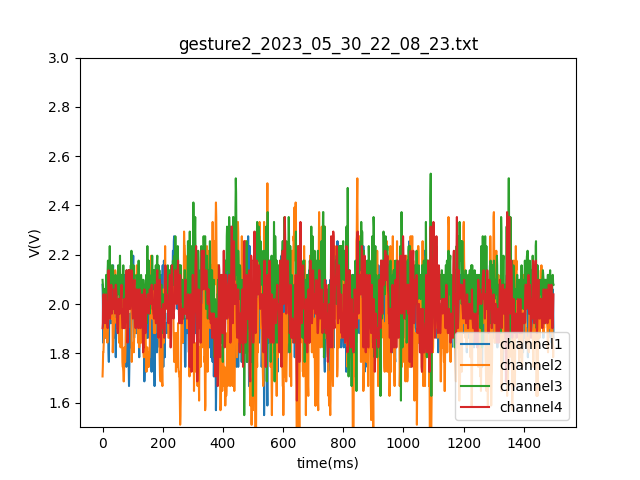 gesture2_2023_05_30_22_08_23.txt
3.0
2.8
2.6
2.4
2.2
2.0
1.8
1.6
V(V)
channel1
channel2
channel3
channel4
0 200 400 600 800 1000 1200 1400
time(ms)